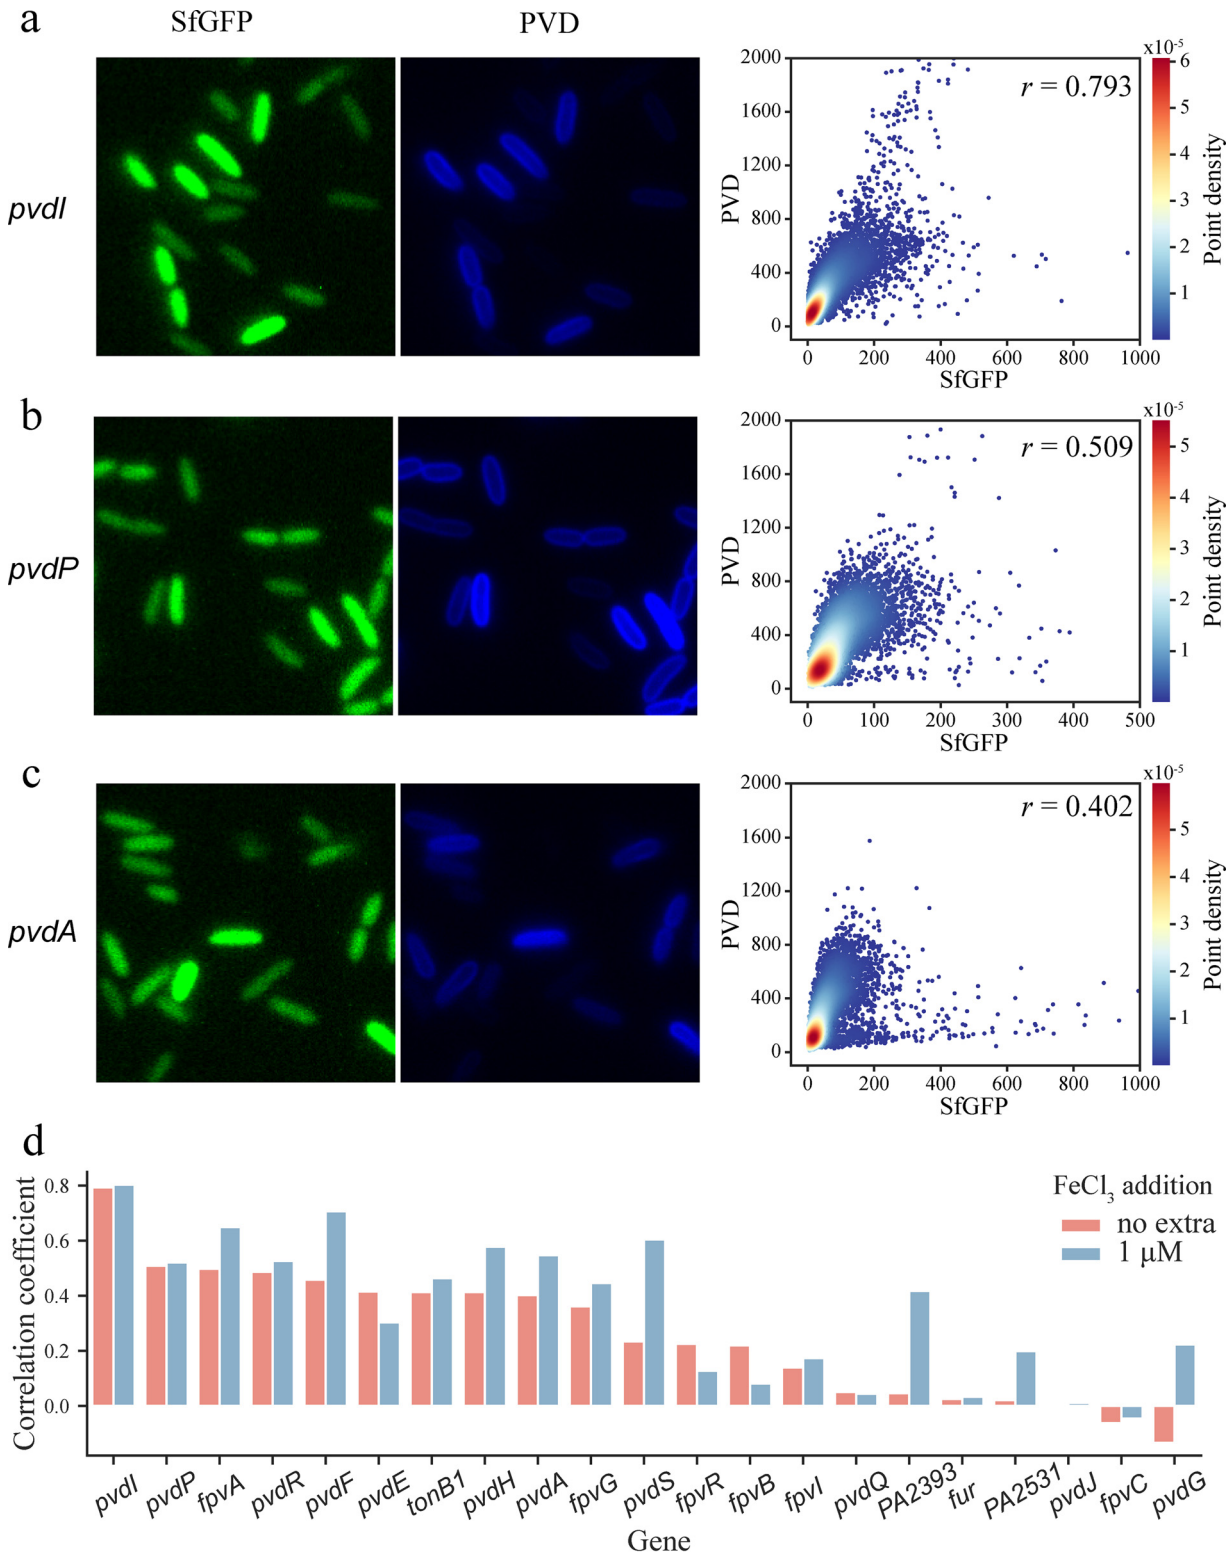 a
SfGFP
PVD
pvdI
2000
1600
1200
800
400
0
PVD
r = 0.793
0
200
400
600
800
1000
SfGFP
x10-5
6
5
4
3
2
1
Point density
b
pvdP
2000
1600
1200
800
400
0
PVD
r = 0.509
0
100
200
300
400
500
SfGFP
x10-5
5
4
3
2
1
Point density
c
pvdA
2000
1600
1200
800
400
0
PVD
r = 0.402
0
200
400
600
800
1000
SfGFP
x10-5
5
4
3
2
1
Point density
d
Correlation coefficient
0.8
0.6
0.4
0.2
0.0
FeCl3 addition
no extra
1 μM
pvdI
pvdP
fpvA
pvdR
pvdF
pvdE
tonB1
pvdH
pvdA
fpvG
pvdS
fpvR
fpvB
fpvI
pvdQ
PA2393
fur
PA2531
pvdJ
fpvC
pvdG
Gene